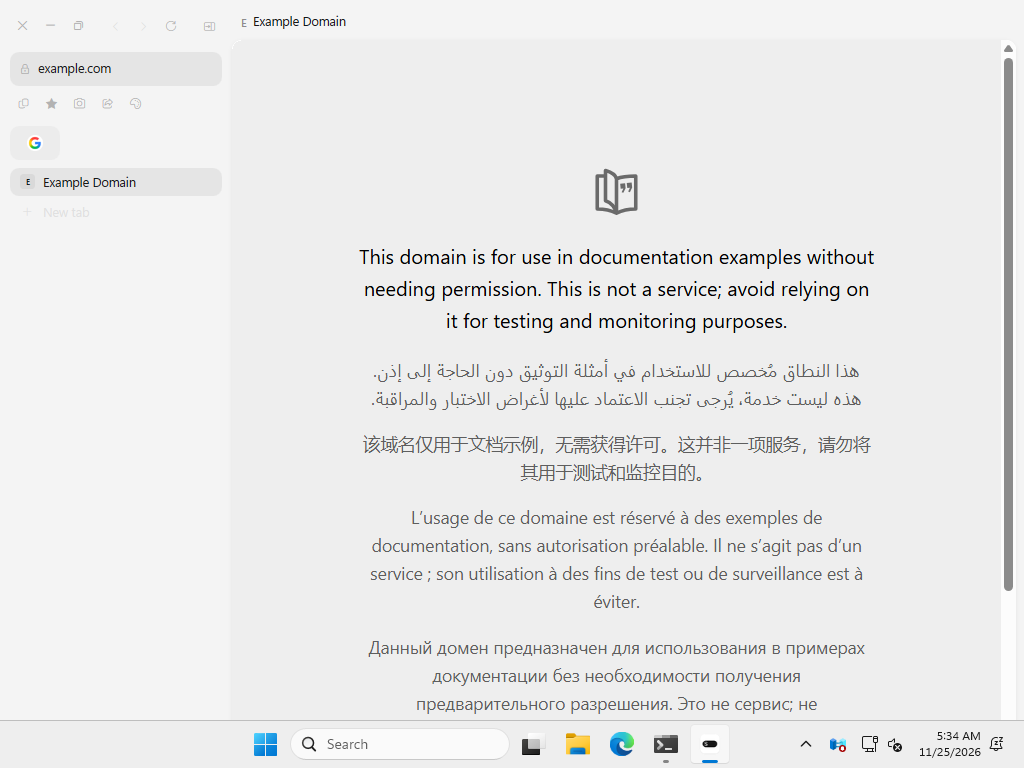 E Example Domain
example.com
G
E Example Domain
+ New tab
This domain is for use in documentation examples without
needing permission. This is not a service; avoid relying on
it for testing and monitoring purposes.
هذا النطاق مُخصص للاستخدام في أمثلة التوثيق دون الحاجة إلى إذن.
هذه ليست خدمة، يُرجى تجنب الاعتماد عليها لأغراض الاختبار والمراقبة.
该域名仅用于文档示例，无需获得许可。这并非一项服务，请勿将
其用于测试和监控目的。
L’usage de ce domaine est réservé à des exemples de
documentation, sans autorisation préalable. Il ne s’agit pas d’un
service ; son utilisation à des fins de test ou de surveillance est à
éviter.
Данный домен предназначен для использования в примерах
документации без необходимости получения
предварительного разрешения. Это не сервис; не
Search
5:34 AM
11/25/2026